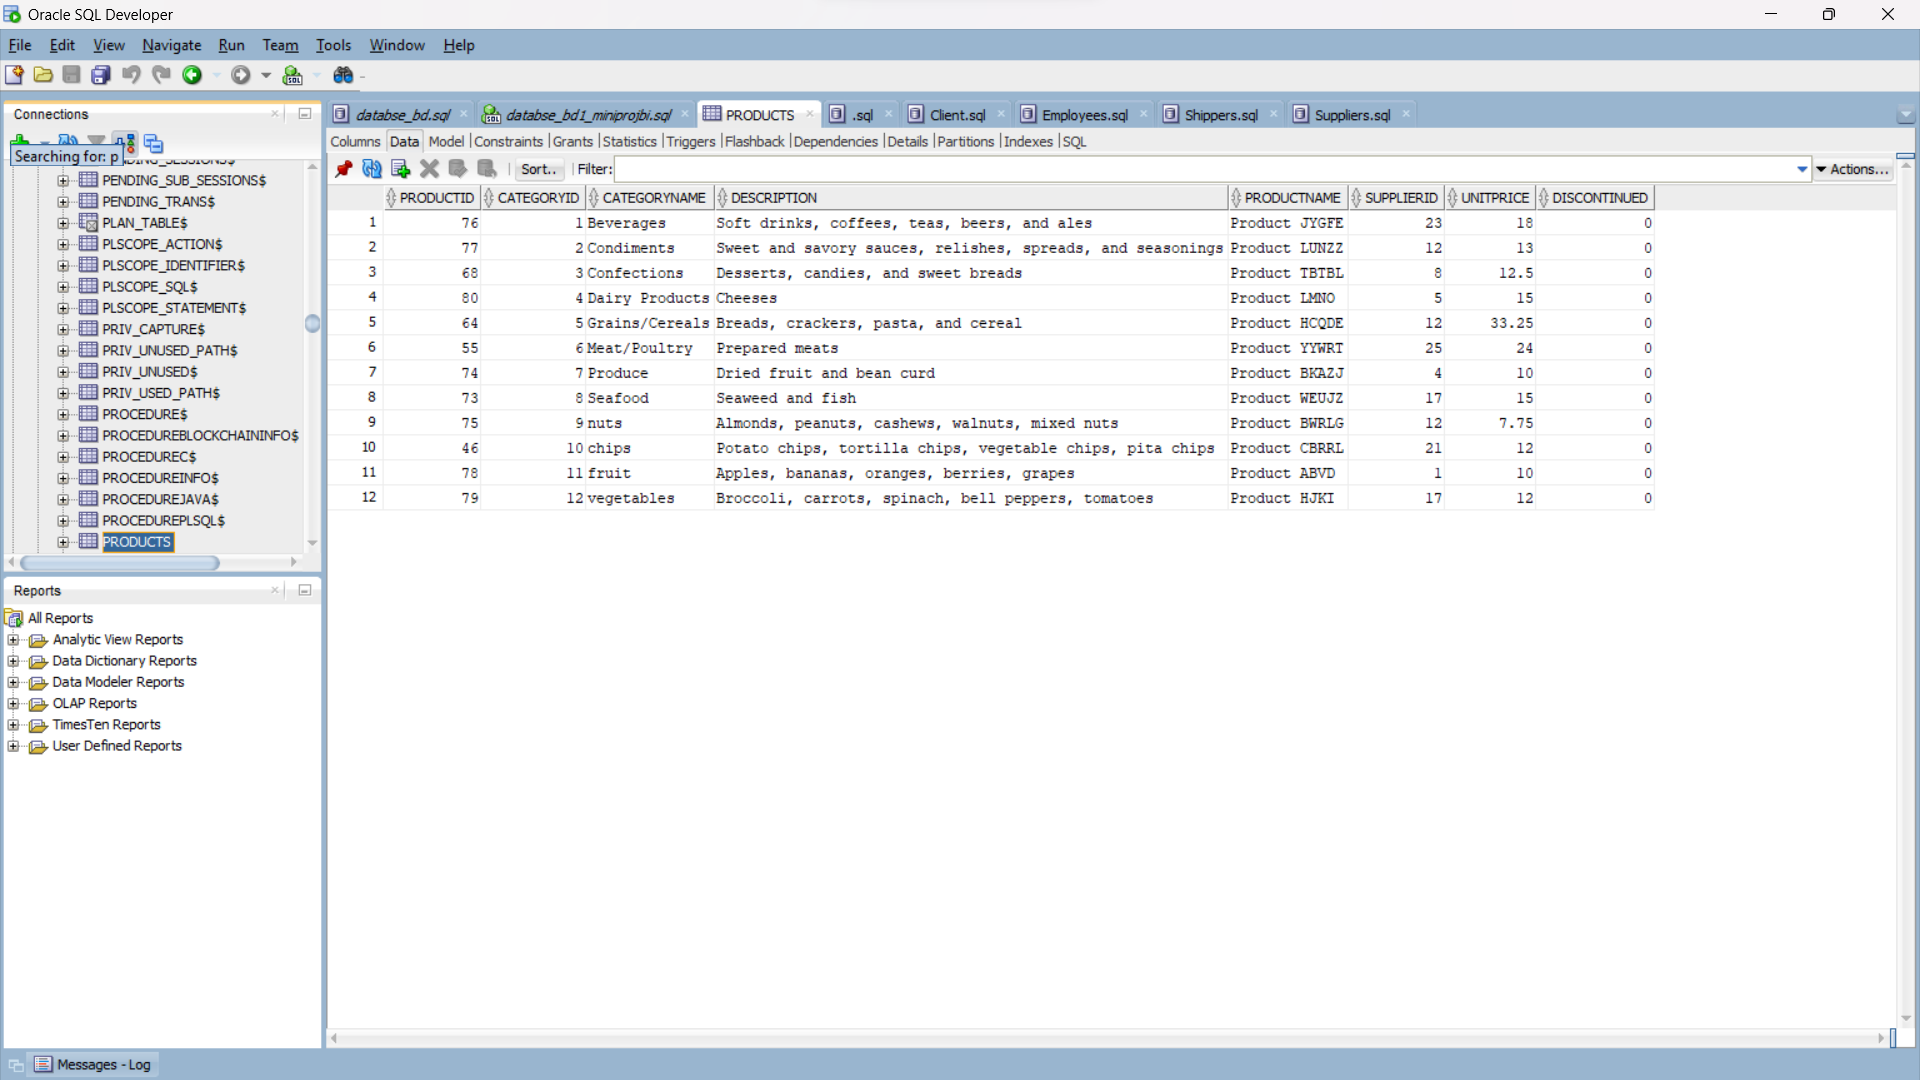 Oracle SQL Developer
File Edit View Navigate Run Team Tools Window Help
Connections
Searching for: p
PENDING_SUB_SESSIONS$
PENDING_TRANS$
PLAN_TABLE$
PLSCOPE_ACTION$
PLSCOPE_IDENTIFIER$
PLSCOPE_SQL$
PLSCOPE_STATEMENT$
PRIV_CAPTURE$
PRIV_UNUSED_PATH$
PRIV_UNUSED$
PRIV_USED_PATH$
PROCEDURE$
PROCEDUREBLOCKCHAININFO$
PROCEDUREC$
PROCEDUREINFO$
PROCEDUREJAVA$
PROCEDUREPLSQL$
PRODUCTS
Reports
All Reports
Analytic View Reports
Data Dictionary Reports
Data Modeler Reports
OLAP Reports
TimesTen Reports
User Defined Reports
databse_bd.sql databse_bd1_miniprojbi.sql PRODUCTS .sql Client.sql Employees.sql Shippers.sql Suppliers.sql
Columns Data Model Constraints Grants Statistics Triggers Flashback Dependencies Details Partitions Indexes SQL
Sort.. Filter: Actions...
PRODUCTID CATEGORYID CATEGORYNAME DESCRIPTION PRODUCTNAME SUPPLIERID UNITPRICE DISCONTINUED
1 76 1 Beverages Soft drinks, coffees, teas, beers, and ales Product JYGFE 23 18 0
2 77 2 Condiments Sweet and savory sauces, relishes, spreads, and seasonings Product LUNZZ 12 13 0
3 68 3 Confections Desserts, candies, and sweet breads Product TBTBL 8 12.5 0
4 80 4 Dairy Products Cheeses Product LMNO 5 15 0
5 64 5 Grains/Cereals Breads, crackers, pasta, and cereal Product HCQDE 12 33.25 0
6 55 6 Meat/Poultry Prepared meats Product YYWRT 25 24 0
7 74 7 Produce Dried fruit and bean curd Product BKAZJ 4 10 0
8 73 8 Seafood Seaweed and fish Product WEUJZ 17 15 0
9 75 9 nuts Almonds, peanuts, cashews, walnuts, mixed nuts Product BWRLG 12 7.75 0
10 46 10 chips Potato chips, tortilla chips, vegetable chips, pita chips Product CBRRL 21 12 0
11 78 11 fruit Apples, bananas, oranges, berries, grapes Product ABVD 1 10 0
12 79 12 vegetables Broccoli, carrots, spinach, bell peppers, tomatoes Product HJKI 17 12 0
Messages - Log